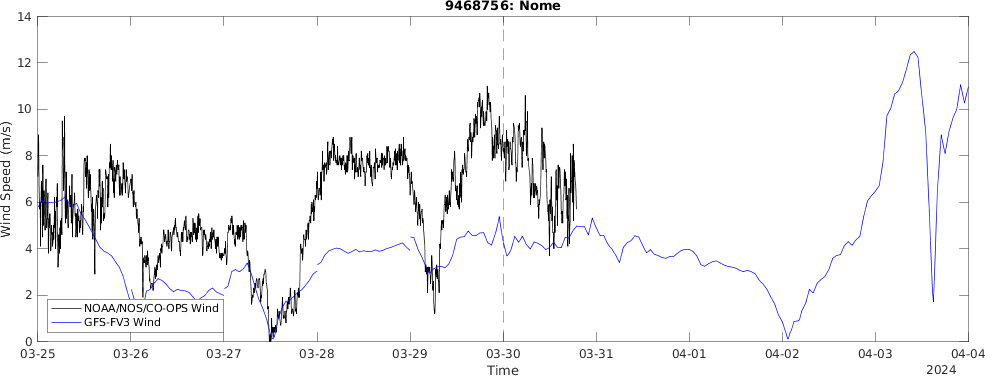 9468756: Nome
Wind Speed (m/s)
14
12
10
8
6
4
2
0
NOAA/NOS/CO-OPS Wind
GFS-FV3 Wind
03-25 03-26 03-27 03-28 03-29 03-30 03-31 04-01 04-02 04-03 04-04
Time
2024